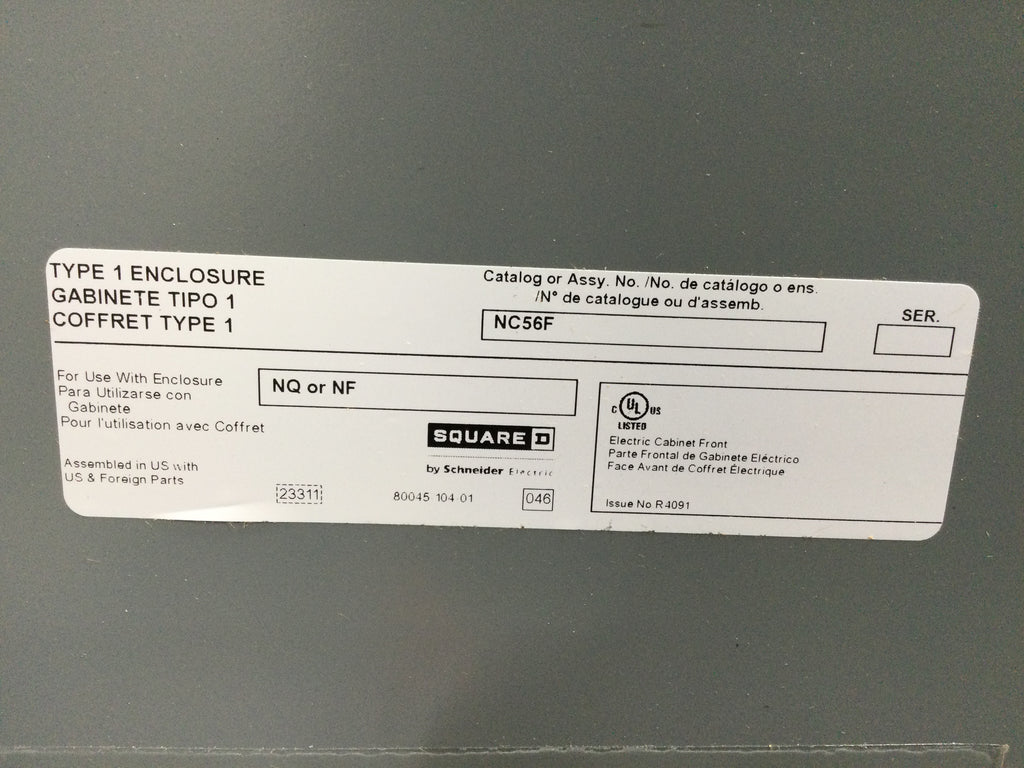 TYPE 1 ENCLOSURE
GABINETE TIPO 1
COFFRET TYPE 1
Catalog or Assy. No. /No. de catálogo o ens.
/N° de catalogue ou d'assemb.
NC56F
SER.
For Use With Enclosure
Para Utilizarse con
Gabinete
Pour l'utilisation avec Coffret
NQ or NF
Assembled in US with
US & Foreign Parts
SQUARE D
by Schneider Electric
23311
80045 104 01
046
C UL US
LISTED
Electric Cabinet Front
Parte Frontal de Gabinete Eléctrico
Face Avant de Coffret Électrique
Issue No R4091